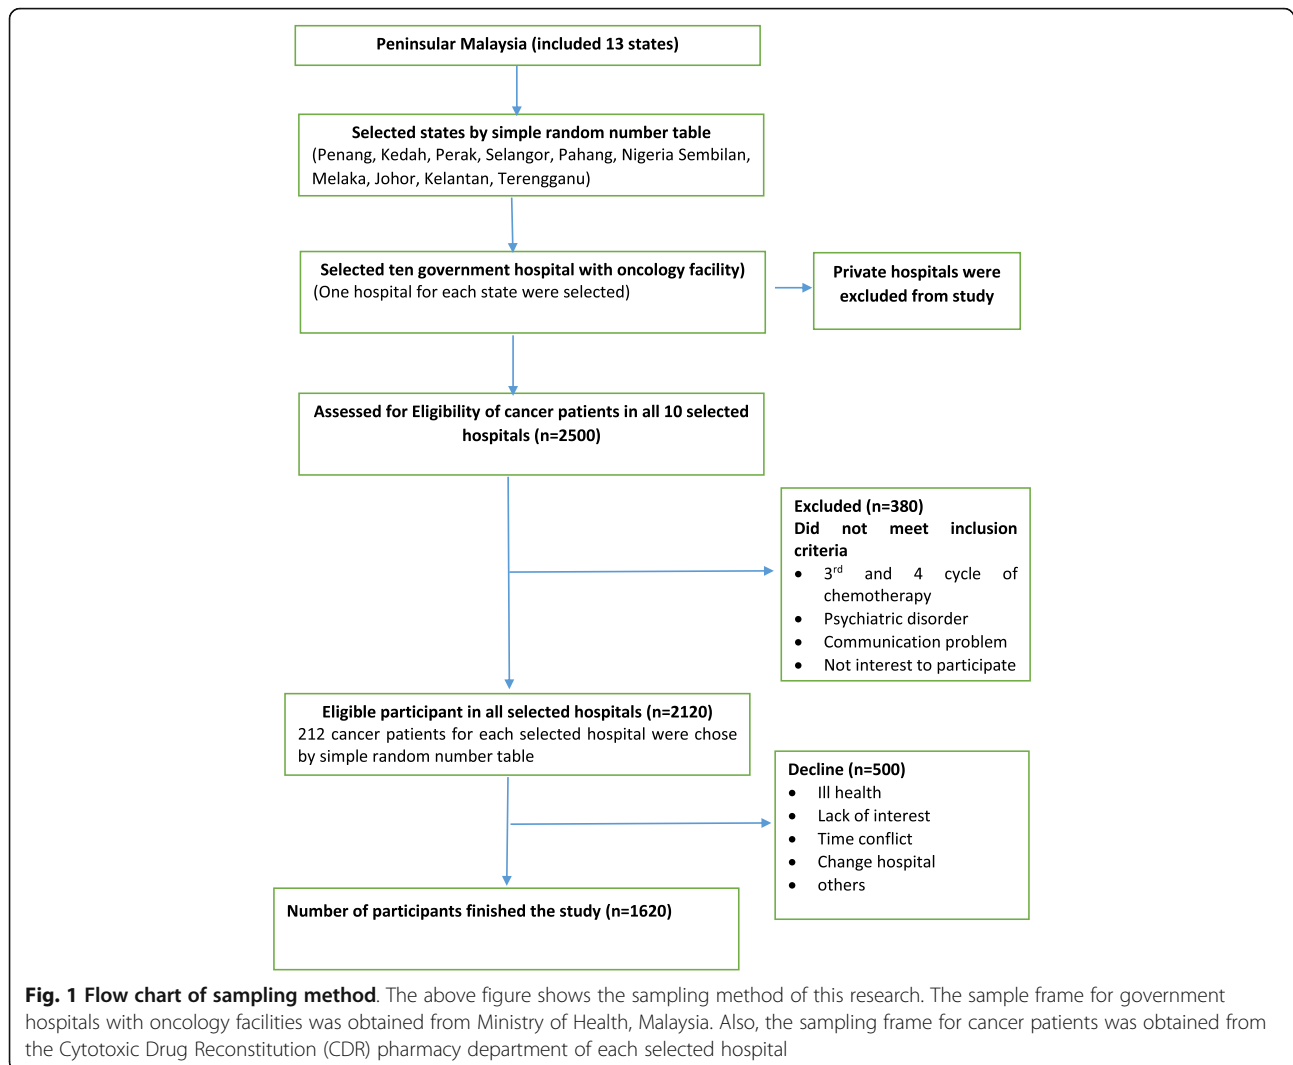 Peninsular Malaysia (included 13 states)
Selected states by simple random number table
(Penang, Kedah, Perak, Selangor, Pahang, Nigeria Sembilan,
Melaka, Johor, Kelantan, Terengganu)
Selected ten government hospital with oncology facility)
(One hospital for each state were selected)
Private hospitals were
excluded from study
Assessed for Eligibility of cancer patients in all 10 selected
hospitals (n=2500)
Excluded (n=380)
Did not meet inclusion
criteria
• 3rd and 4 cycle of
chemotherapy
• Psychiatric disorder
• Communication problem
• Not interest to participate
Eligible participant in all selected hospitals (n=2120)
212 cancer patients for each selected hospital were chose
by simple random number table
Decline (n=500)
• Ill health
• Lack of interest
• Time conflict
• Change hospital
• others
Number of participants finished the study (n=1620)
Fig. 1 Flow chart of sampling method. The above figure shows the sampling method of this research. The sample frame for government
hospitals with oncology facilities was obtained from Ministry of Health, Malaysia. Also, the sampling frame for cancer patients was obtained from
the Cytotoxic Drug Reconstitution (CDR) pharmacy department of each selected hospital